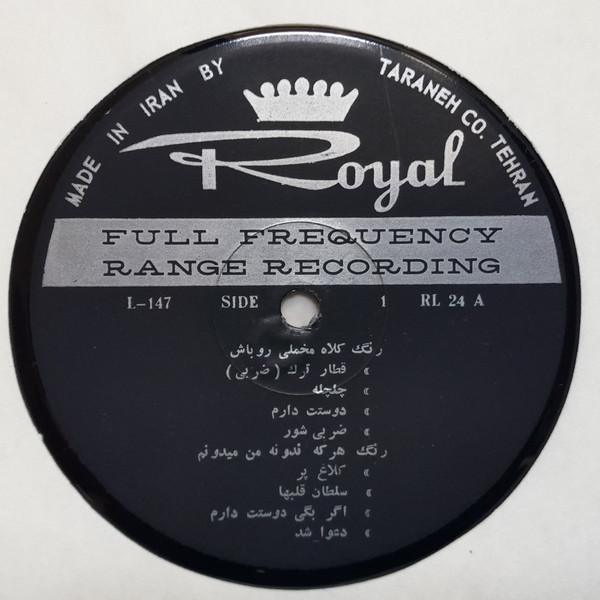 MADE IN IRAN BY TARANEH CO. TEHRAN
Royal
FULL FREQUENCY
RANGE RECORDING
L-147 SIDE 1 RL 24 A
رنگ کلاه مخملی روباش
» قطار ترك (ضربی)
» چلچله
» دوستت دارم
» ضربی شور
رنگ هرکه ندونه من میدونم
» کلاغ پر
» سلطان قلبها
» اگر بگی دوستت دارم
» دعوا شد